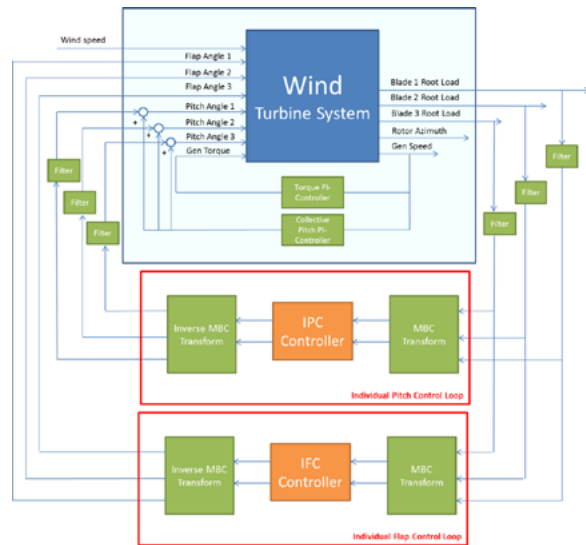 Wind speed
Flap Angle 1
Flap Angle 2
Flap Angle 3
Pitch Angle 1
Pitch Angle 2
Pitch Angle 3
Gen Torque
+
+
+
Wind
Turbine System
Blade 1 Root Load
Blade 2 Root Load
Blade 3 Root Load
Rotor Azimuth
Gen Speed
Filter
Filter
Filter
Filter
Filter
Filter
Torque PI-
Controller
Collective
Pitch PI-
Controller
Inverse MBC
Transform
IPC
Controller
MBC
Transform
Individual Pitch Control Loop
Inverse MBC
Transform
IFC
Controller
MBC
Transform
Individual Flap Control Loop